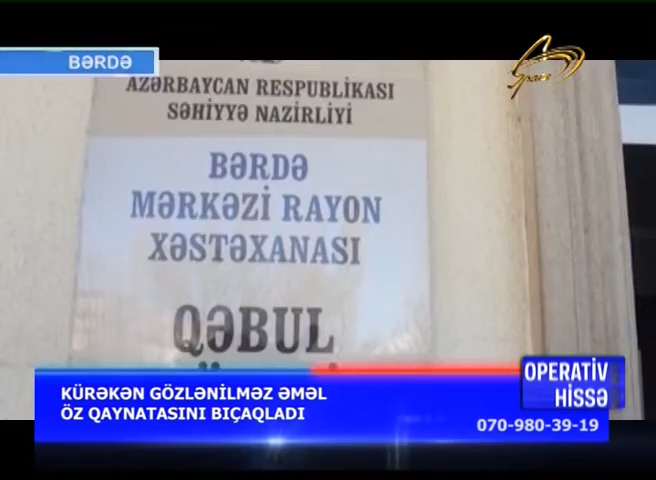 BƏRDƏ
Space
AZƏRBAYCAN RESPUBLİKASI
SƏHİYYƏ NAZİRLİYİ
BƏRDƏ
MƏRKƏZİ RAYON
XƏSTƏXANASI
QƏBUL
KÜRƏKƏN GÖZLƏNİLMƏZ ƏMƏL
ÖZ QAYNATASINI BIÇAQLADI
OPERATİV
HİSSƏ
070-980-39-19